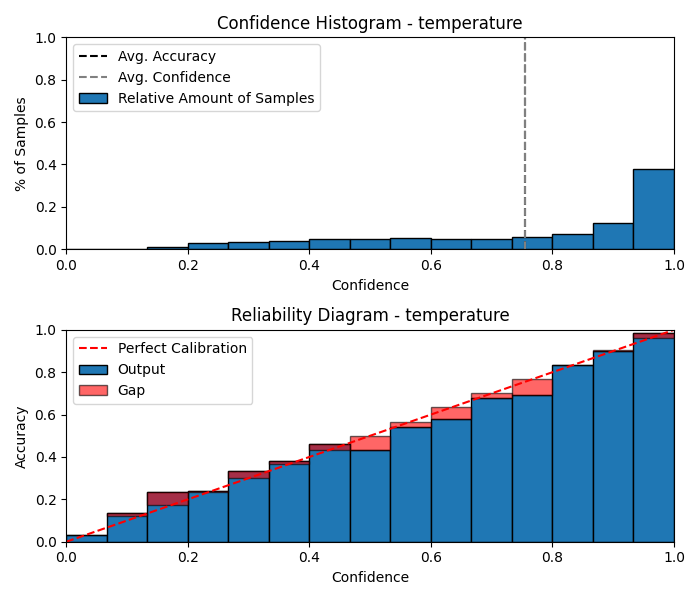 Confidence Histogram - temperature
1.0
0.8
0.6
0.4
0.2
0.0
% of Samples
Avg. Accuracy
Avg. Confidence
Relative Amount of Samples
0.0 0.2 0.4 0.6 0.8 1.0
Confidence
Reliability Diagram - temperature
1.0
0.8
0.6
0.4
0.2
0.0
Accuracy
Perfect Calibration
Output
Gap
0.0 0.2 0.4 0.6 0.8 1.0
Confidence